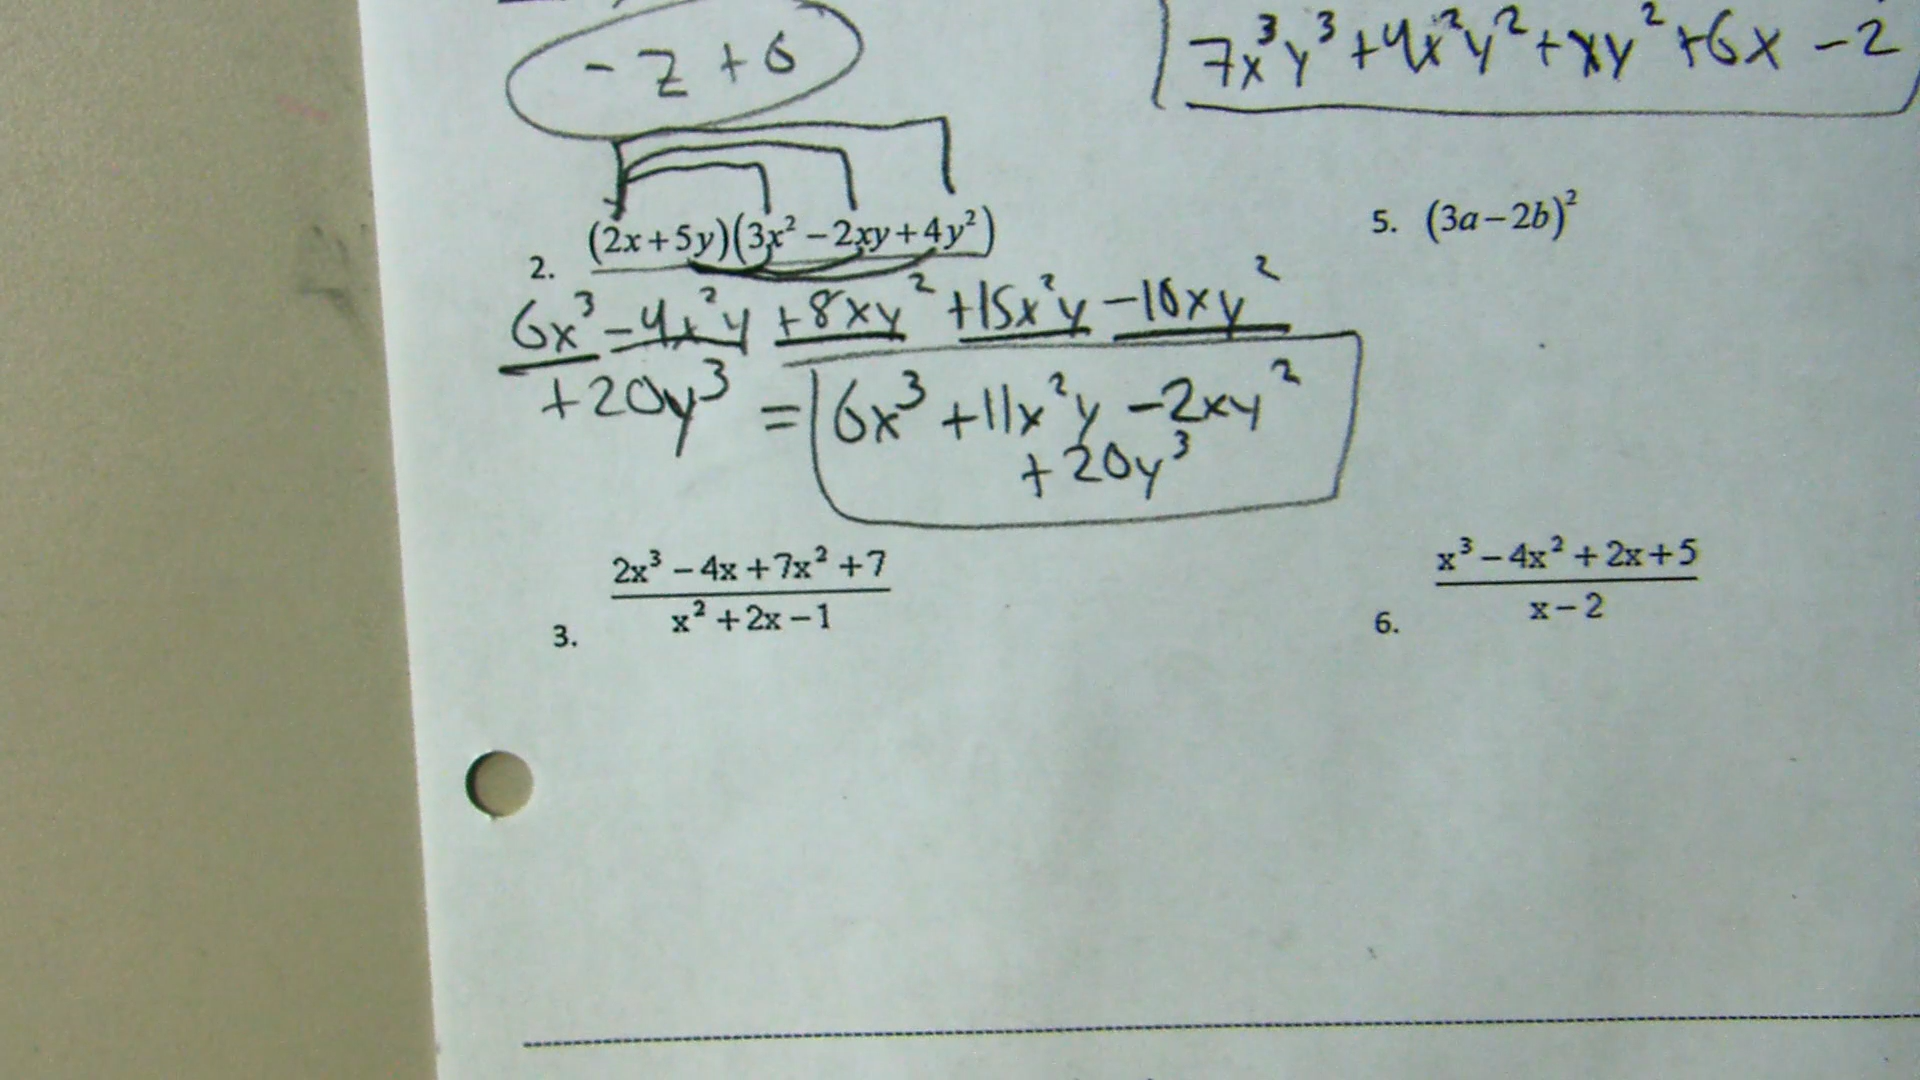 -z+6
7x³y³+4x²y²+xy²+6x-2
2. (2x+5y)(3x²-2xy+4y²)
6x³-4x²y+8xy²+15x²y-10xy²
+20y³ = 6x³+11x²y-2xy²
+20y³
5. (3a-2b)²
3. 2x³-4x+7x²+7
x²+2x-1
6. x³-4x²+2x+5
x-2